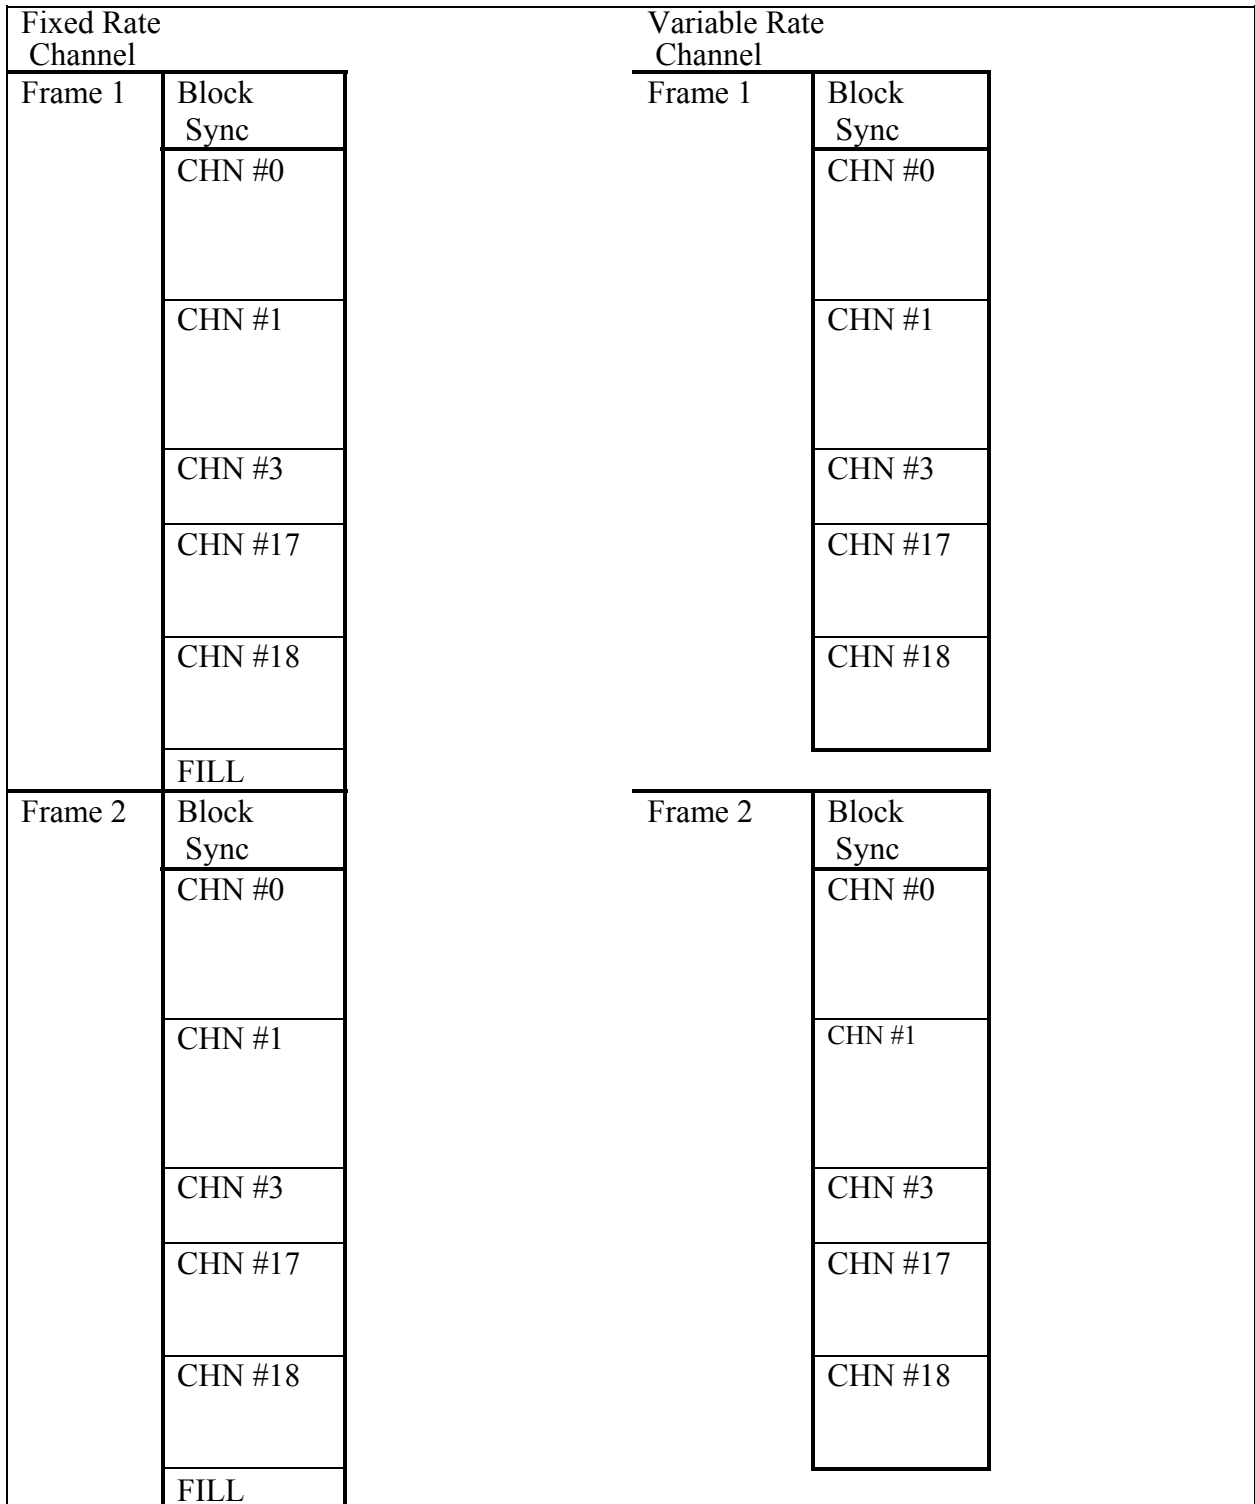 Fixed Rate
Channel
Variable Rate
Channel
Frame 1
Block
Sync
CHN #0
CHN #1
CHN #3
CHN #17
CHN #18
FILL
Frame 1
Block
Sync
CHN #0
CHN #1
CHN #3
CHN #17
CHN #18
Frame 2
Block
Sync
CHN #0
CHN #1
CHN #3
CHN #17
CHN #18
FILL
Frame 2
Block
Sync
CHN #0
CHN #1
CHN #3
CHN #17
CHN #18